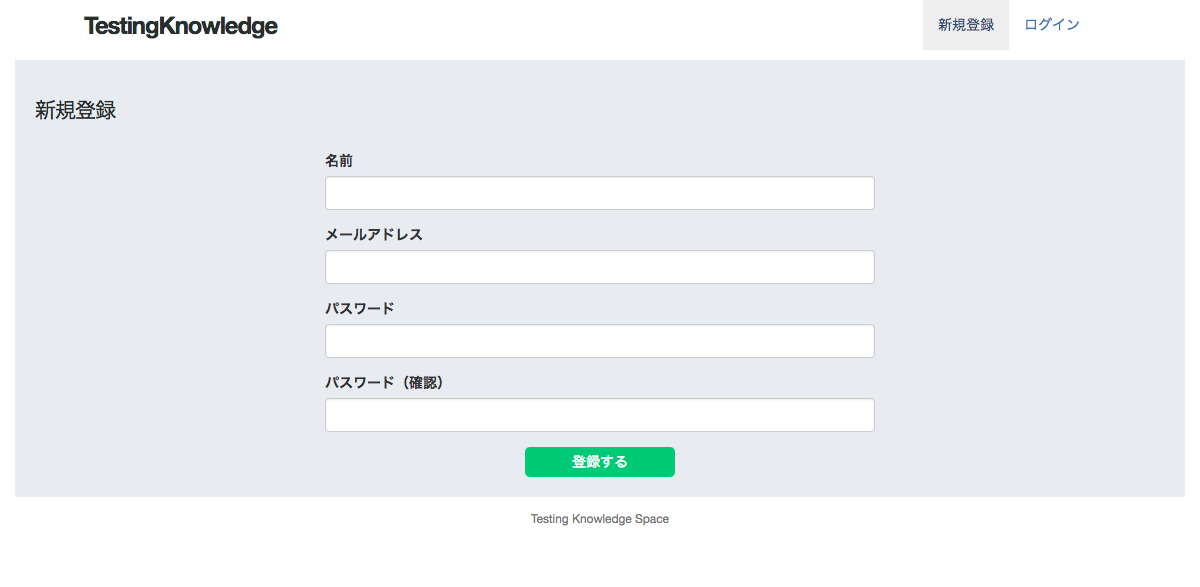 TestingKnowledge
新規登録
ログイン
新規登録
名前
メールアドレス
パスワード
パスワード（確認）
登録する
Testing Knowledge Space